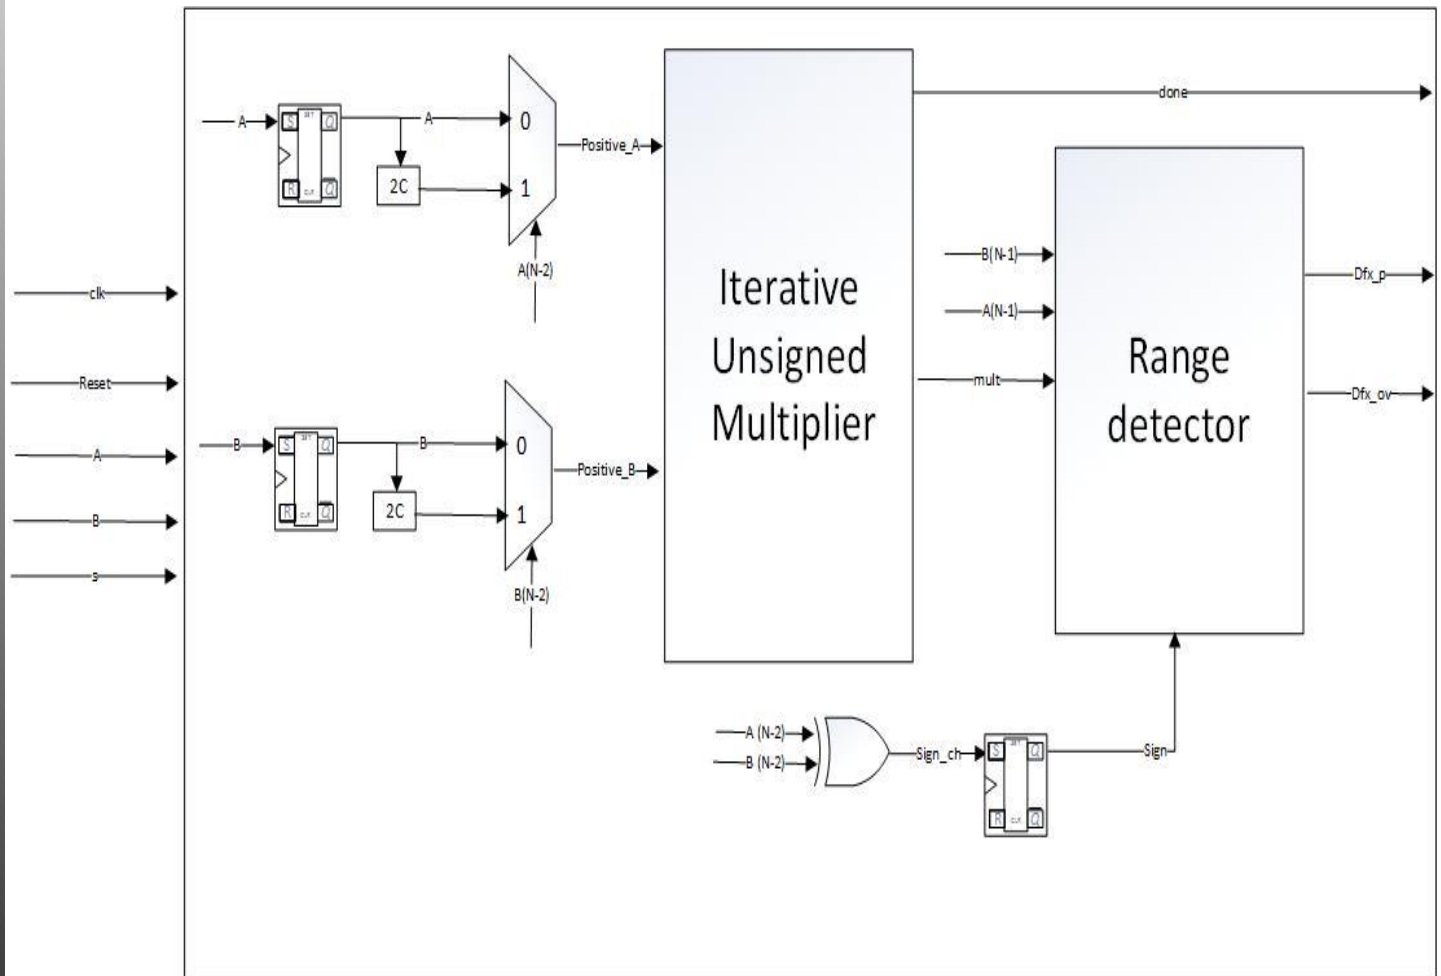 clk
Reset
A
B
s
A
S
Q
R
Q
A
2C
0
1
A(N-2)
Positive_A
B
S
Q
R
Q
B
2C
0
1
B(N-2)
Positive_B
Iterative
Unsigned
Multiplier
done
B(N-1)
A(N-1)
mult
Range
detector
Dfx_p
Dfx_ov
A (N-2)
B (N-2)
Sign_ch
S
Q
R
Q
Sign